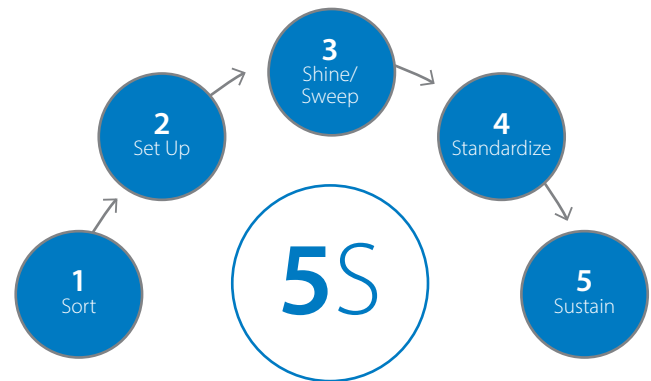 1
Sort
2
Set Up
3
Shine/
Sweep
4
Standardize
5
Sustain
5S